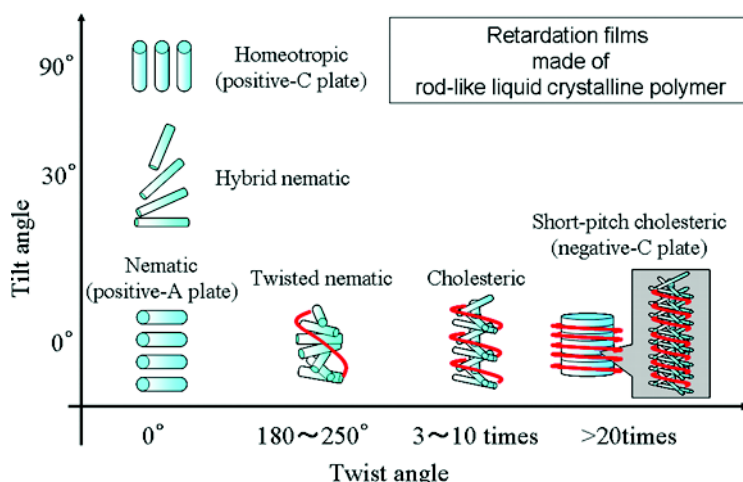 Retardation films
made of
rod-like liquid crystalline polymer
90°
Homeotropic
(positive-C plate)
30°
Hybrid nematic
Tilt angle
Short-pitch cholesteric
(negative-C plate)
Nematic
(positive-A plate)
Twisted nematic
Cholesteric
0°
0°
180～250°
3～10 times
>20times
Twist angle